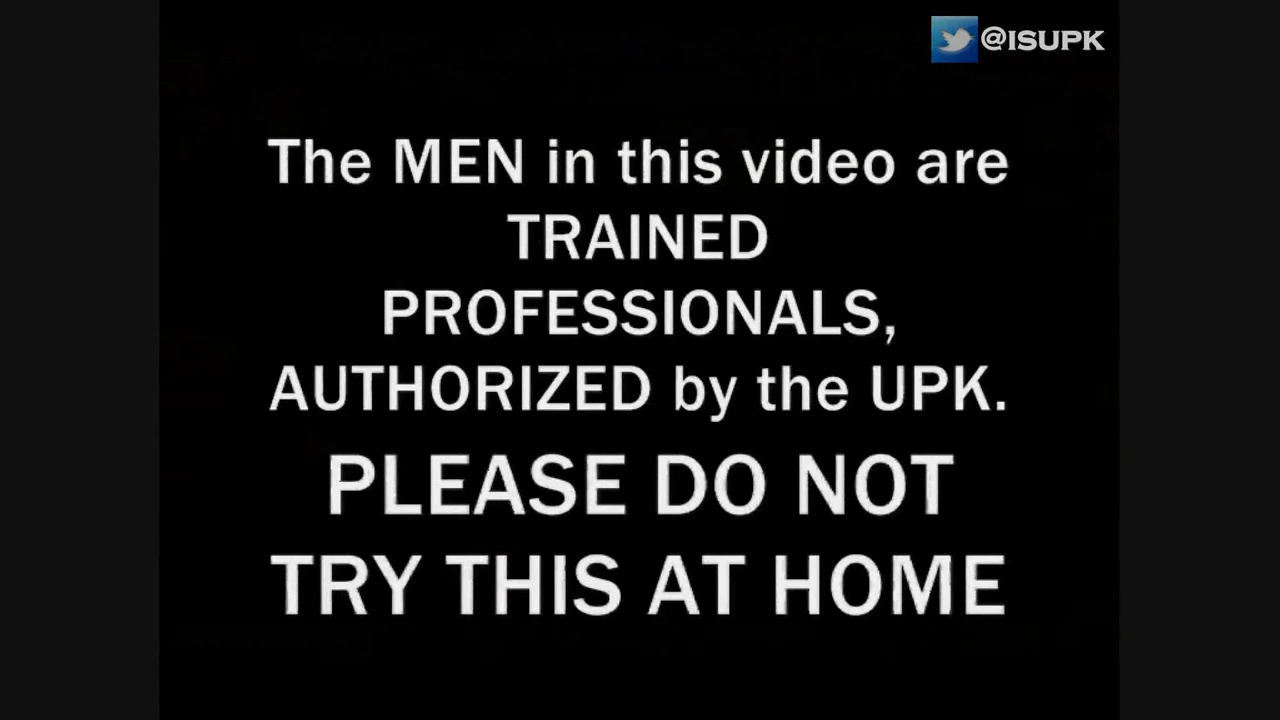 @ISUPK
The MEN in this video are
TRAINED
PROFESSIONALS,
AUTHORIZED by the UPK.
PLEASE DO NOT
TRY THIS AT HOME